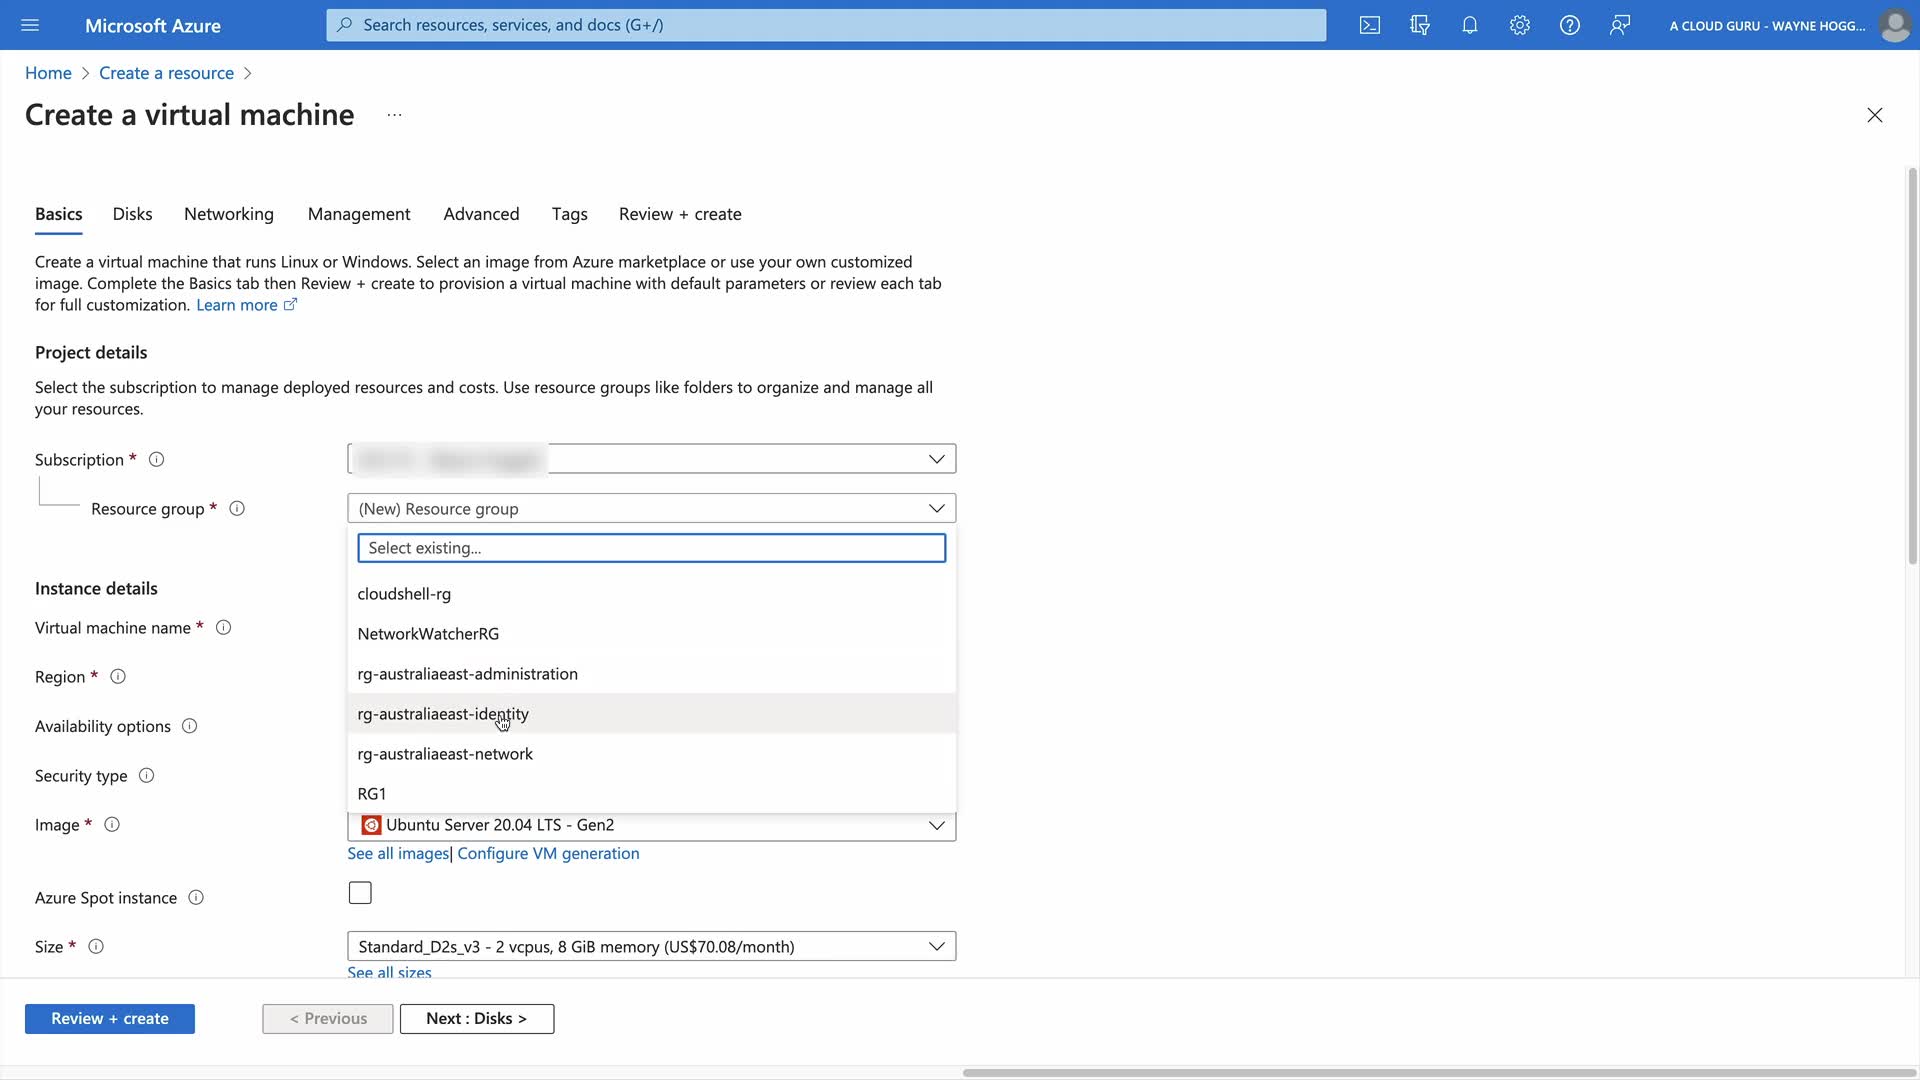 Microsoft Azure
Search resources, services, and docs (G+/)
A CLOUD GURU - WAYNE HOGG...
Home > Create a resource >
Create a virtual machine ...
Basics Disks Networking Management Advanced Tags Review + create
Create a virtual machine that runs Linux or Windows. Select an image from Azure marketplace or use your own customized
image. Complete the Basics tab then Review + create to provision a virtual machine with default parameters or review each tab
for full customization. Learn more
Project details
Select the subscription to manage deployed resources and costs. Use resource groups like folders to organize and manage all
your resources.
Subscription *
Resource group *
(New) Resource group
Select existing...
cloudshell-rg
NetworkWatcherRG
rg-australiaeast-administration
rg-australiaeast-identity
rg-australiaeast-network
RG1
Instance details
Virtual machine name *
Region *
Availability options
Security type
Image *
Ubuntu Server 20.04 LTS - Gen2
See all images| Configure VM generation
Azure Spot instance
Size *
Standard_D2s_v3 - 2 vcpus, 8 GiB memory (US$70.08/month)
See all sizes
Review + create
< Previous
Next : Disks >